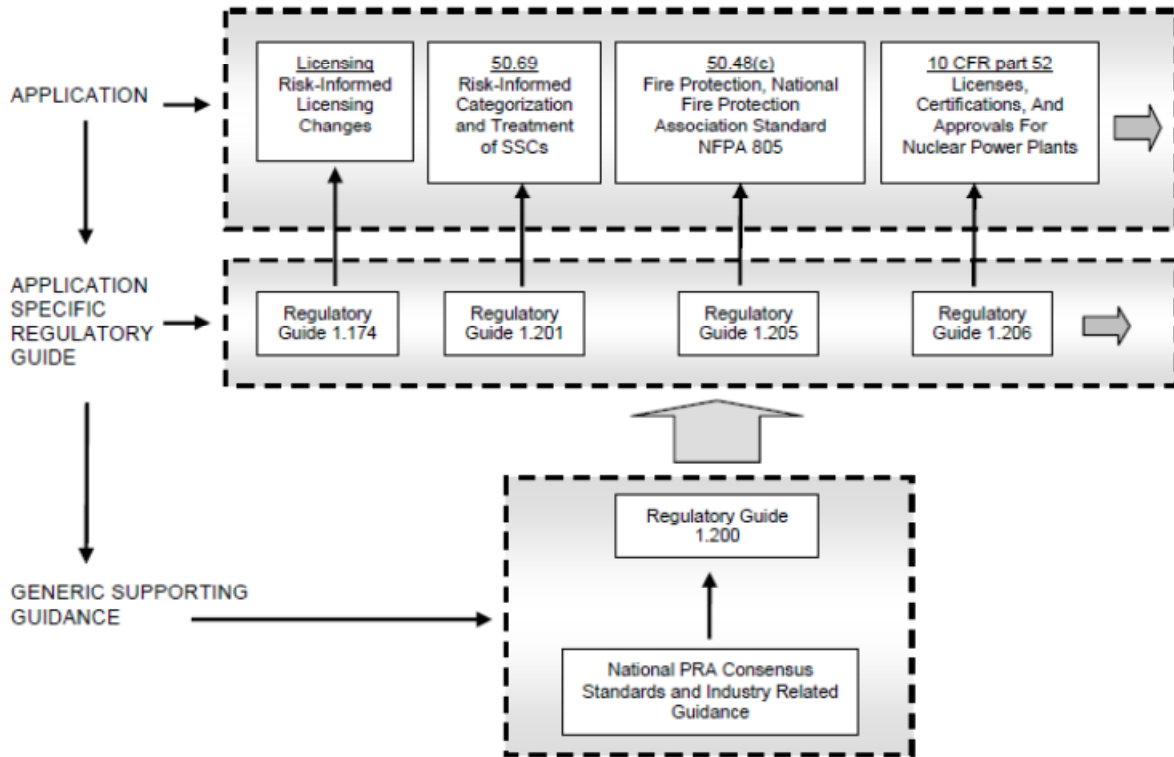 APPLICATION
Licensing
Risk-Informed
Licensing
Changes
50.69
Risk-Informed
Categorization
and Treatment
of SSCs
50.48(c)
Fire Protection, National
Fire Protection
Association Standard
NFPA 805
10 CFR part 52
Licenses,
Certifications, And
Approvals For
Nuclear Power Plants
APPLICATION
SPECIFIC
REGULATORY
GUIDE
Regulatory
Guide 1.174
Regulatory
Guide 1.201
Regulatory
Guide 1.205
Regulatory
Guide 1.206
GENERIC SUPPORTING
GUIDANCE
Regulatory Guide
1.200
National PRA Consensus
Standards and Industry Related
Guidance